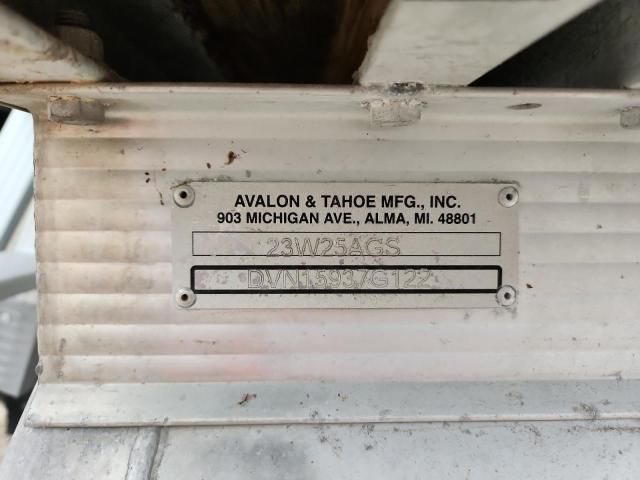 AVALON & TAHOE MFG., INC.
903 MICHIGAN AVE., ALMA, MI. 48801
23W25AGS
DVN15937G122